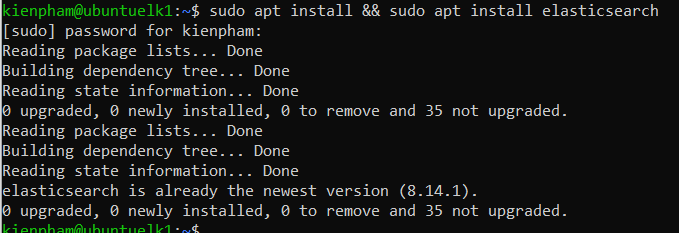 kienpham@ubuntuelk1:~$ sudo apt install && sudo apt install elasticsearch
[sudo] password for kienpham:
Reading package lists... Done
Building dependency tree... Done
Reading state information... Done
0 upgraded, 0 newly installed, 0 to remove and 35 not upgraded.
Reading package lists... Done
Building dependency tree... Done
Reading state information... Done
elasticsearch is already the newest version (8.14.1).
0 upgraded, 0 newly installed, 0 to remove and 35 not upgraded.
kienpham@ubuntuelk1:~$